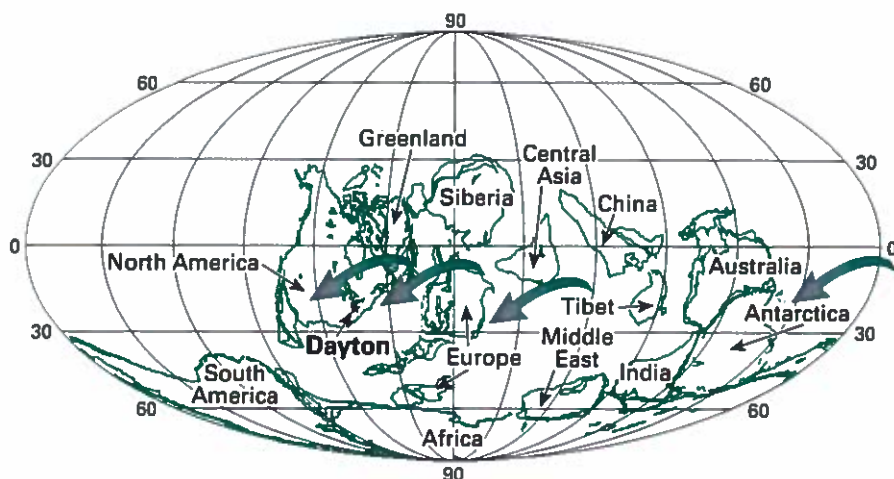 90
60
60
30
30
Greenland
Central
Asia
Siberia
China
0
0
North America
Australia
Tibet
Antarctica
30
30
Dayton
Europe
Middle
East
South
America
India
60
60
Africa
90